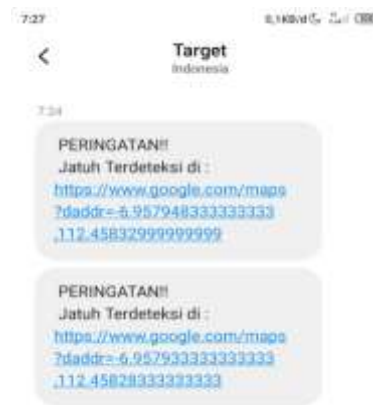 7:27
Target
Indonesia
7:24
PERINGATAN!!!
Jatuh Terdeteksi di :
https://www.google.com/maps
?daddr=-6.957948333333333
,112.45832999999999
PERINGATAN!!!
Jatuh Terdeteksi di :
https://www.google.com/maps
?daddr=-6.957933333333333
,112.45828333333333